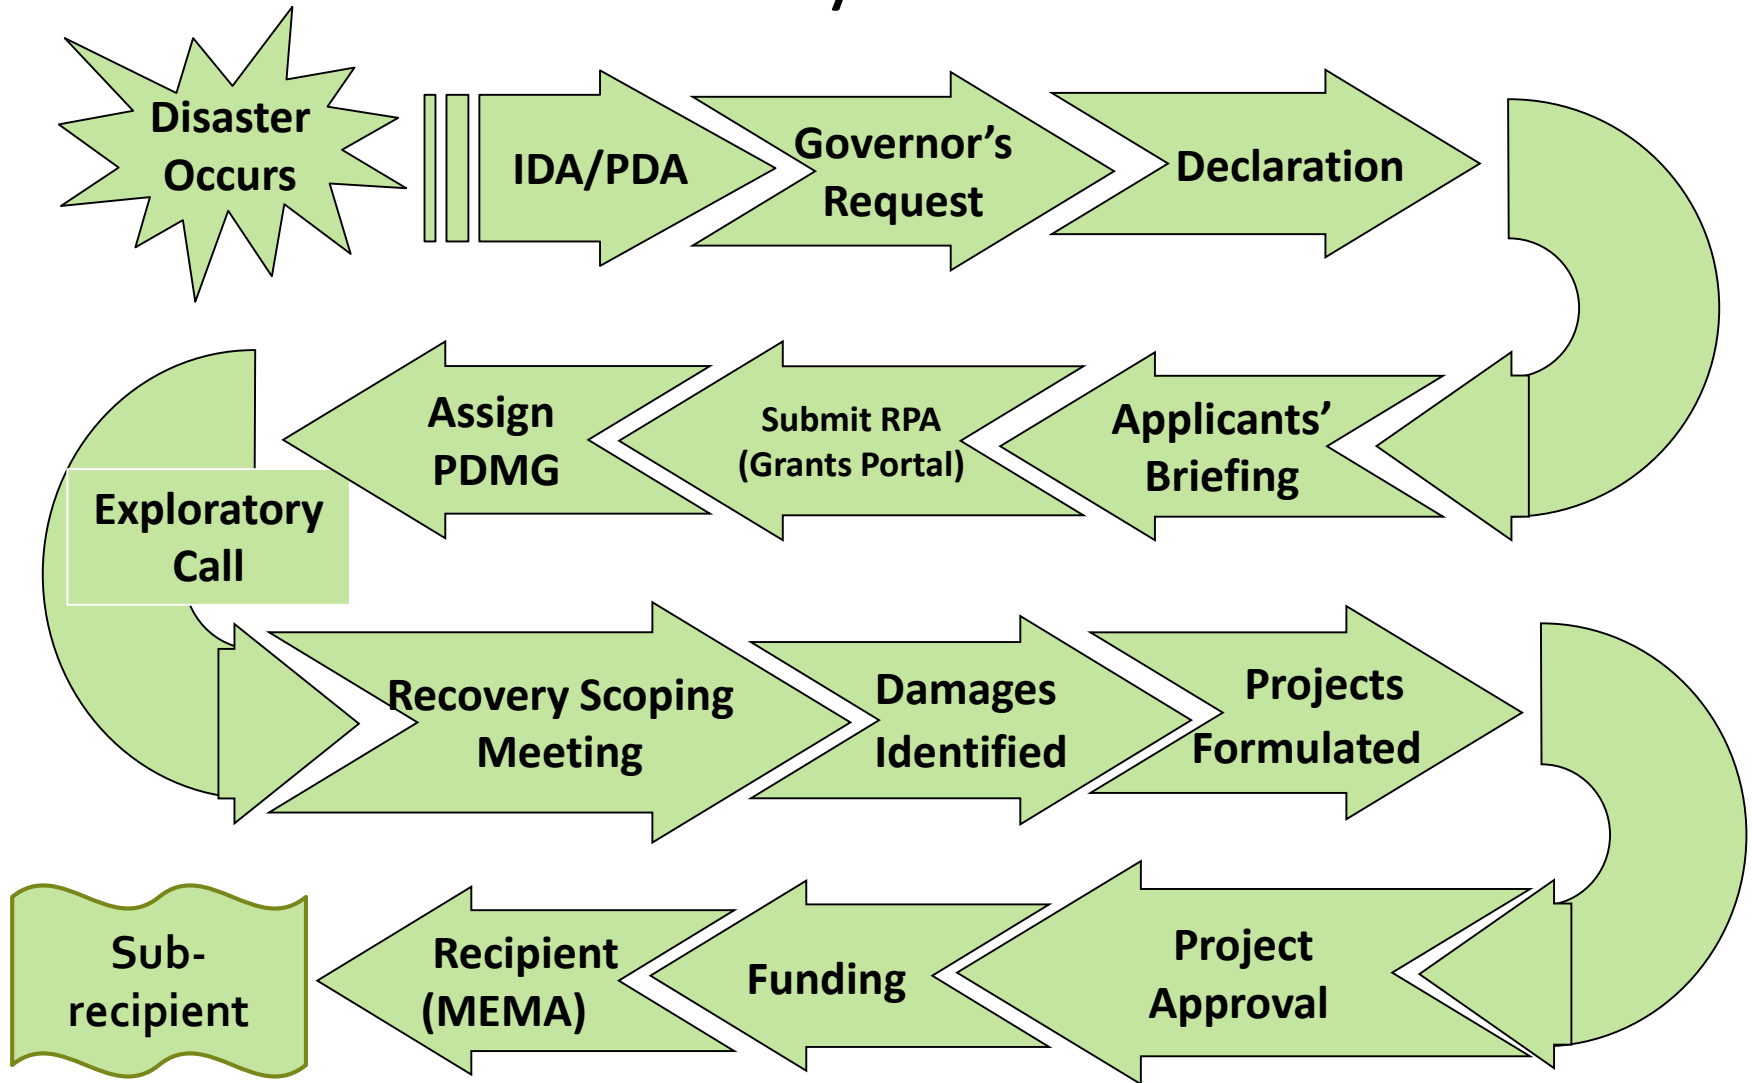 Disaster
Occurs
IDA/PDA
Governor’s
Request
Declaration
Applicants’
Briefing
Submit RPA
(Grants Portal)
Assign
PDMG
Exploratory
Call
Recovery Scoping
Meeting
Damages
Identified
Projects
Formulated
Project
Approval
Funding
Recipient
(MEMA)
Sub-
recipient